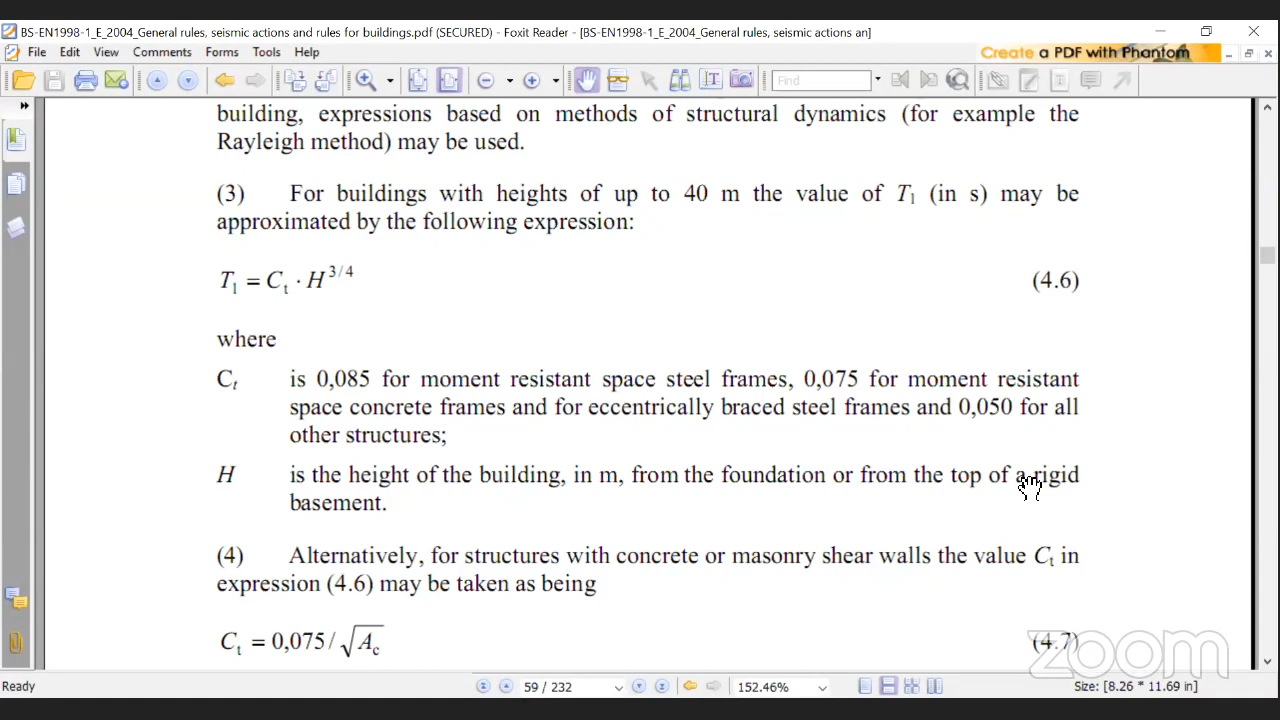 BS-EN1998-1_E_2004_General rules, seismic actions and rules for buildings.pdf (SECURED) - Foxit Reader - [BS-EN1998-1_E_2004_General rules, seismic actions an]
File Edit View Comments Forms Tools Help
Create a PDF with Phantom
Find
building, expressions based on methods of structural dynamics (for example the
Rayleigh method) may be used.
(3) For buildings with heights of up to 40 m the value of T₁ (in s) may be
approximated by the following expression:
T₁ = Cₜ · H^3/4 (4.6)
where
Cₜ is 0,085 for moment resistant space steel frames, 0,075 for moment resistant
space concrete frames and for eccentrically braced steel frames and 0,050 for all
other structures;
H is the height of the building, in m, from the foundation or from the top of a rigid
basement.
(4) Alternatively, for structures with concrete or masonry shear walls the value Cₜ in
expression (4.6) may be taken as being
Cₜ = 0,075 / √A_c (4.7)
zoom
Ready 59 / 232 152.46% Size: [8.26 * 11.69 in]